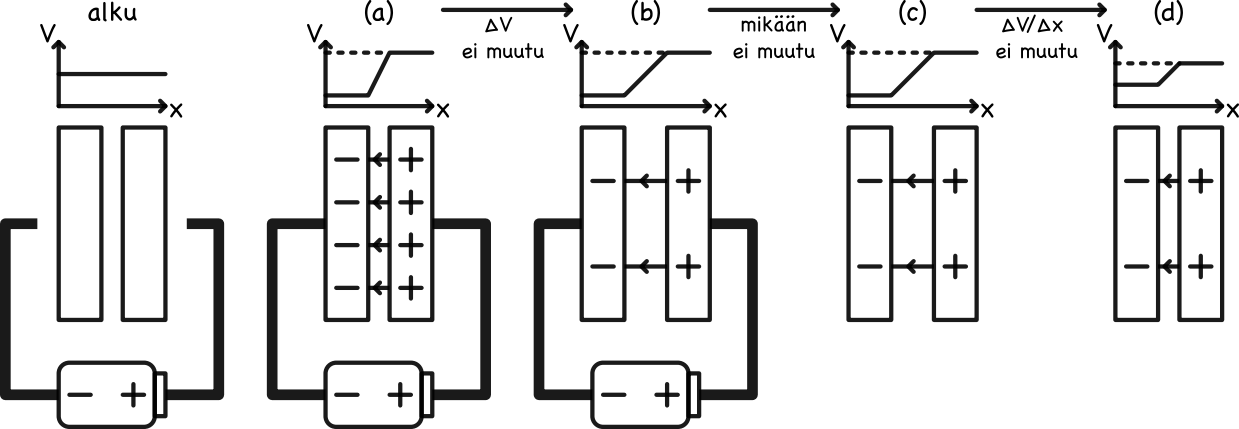 alku
(a)
ΔV
ei muutu
(b)
mikään
ei muutu
(c)
ΔV/Δx
ei muutu
(d)
V
x
V
x
V
x
V
x
V
x
− + 
− +
− +
− +
− +
− +
− +
− +
− +
− +
− +
− +
− +